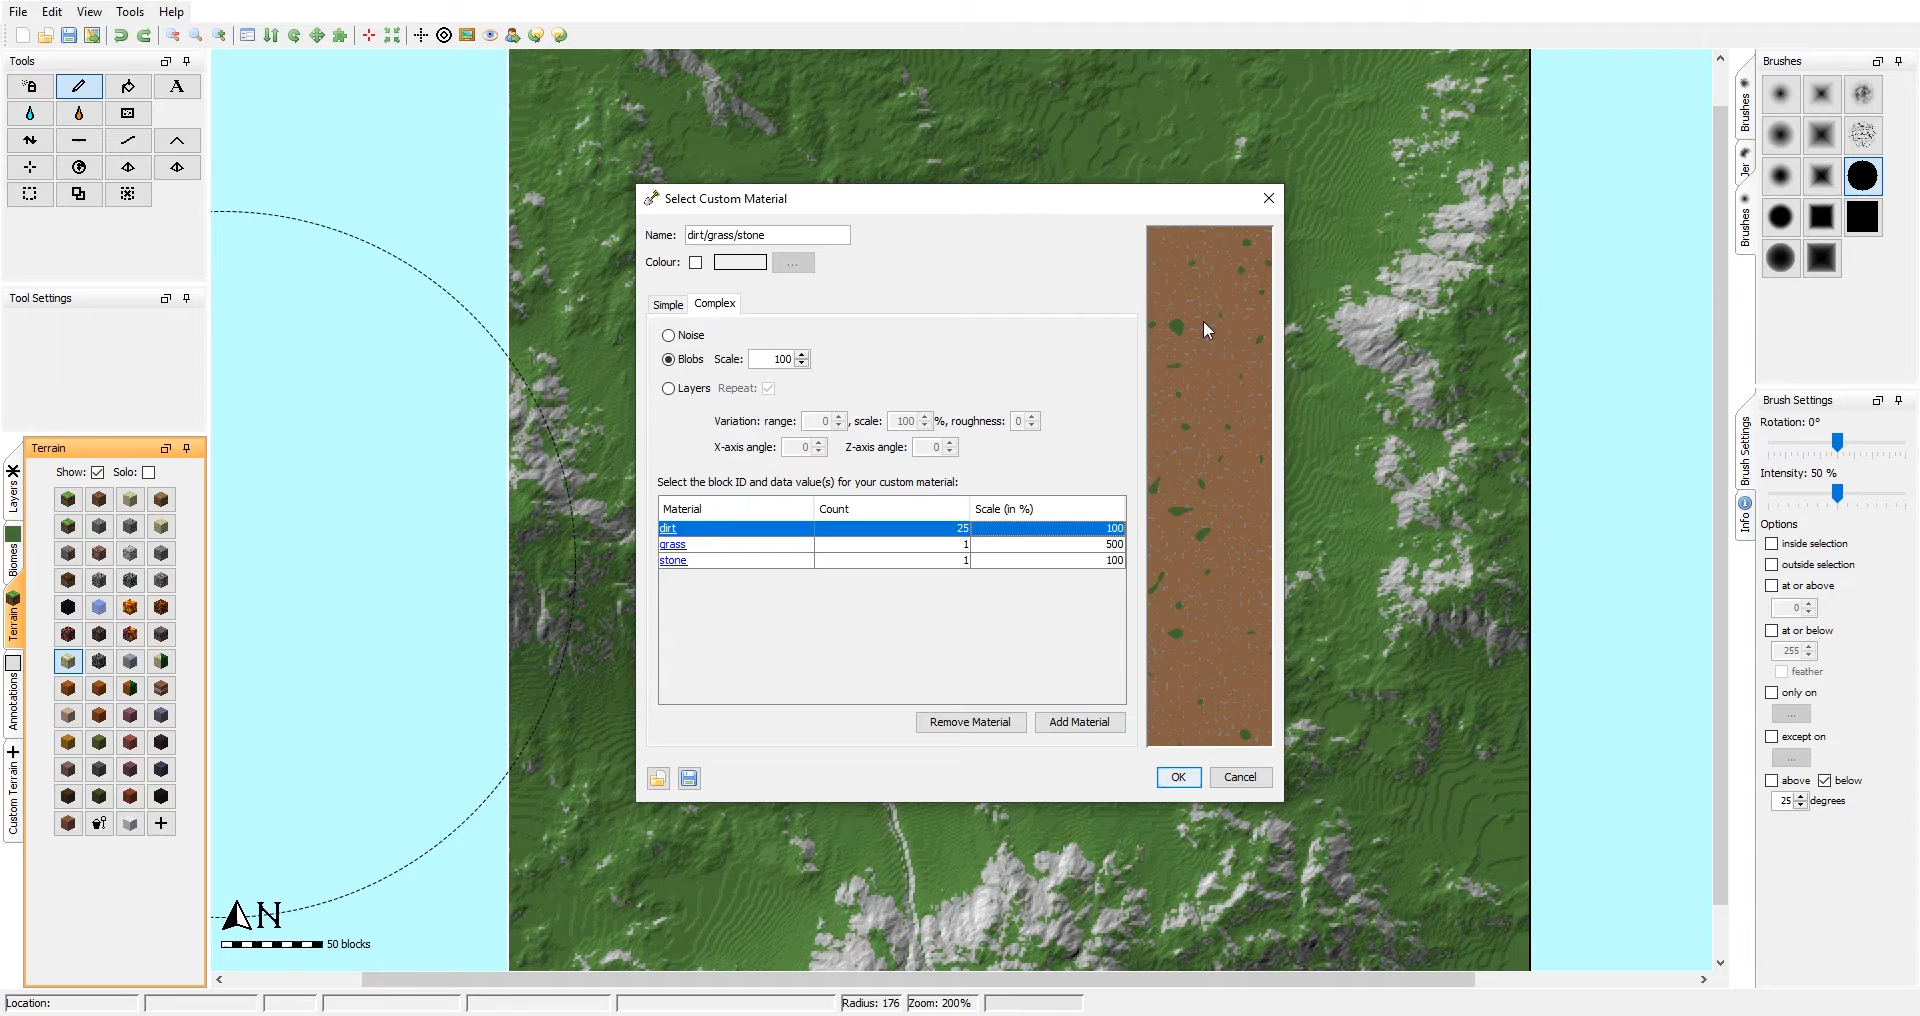 File Edit View Tools Help
Tools
Brushes
A
Brushes
Jer
Brushes
Select Custom Material
Name: dirt/grass/stone
Colour: ...
Tool Settings
Simple Complex
Noise
Blobs Scale: 100
Layers Repeat:
Variation: range: 0 , scale: 100 %, roughness: 0
X-axis angle: 0 Z-axis angle: 0
Select the block ID and data value(s) for your custom material:
Material Count Scale (in %)
dirt 25 100
grass 1 500
stone 1 100
Remove Material Add Material
OK Cancel
Terrain
Show: Solo:
Layers
Biomes
Terrain
Annotations
Custom Terrain
Brush Settings
Info
Brush Settings
Rotation: 0°
Intensity: 50 %
Options
inside selection
outside selection
at or above
0
at or below
255
feather
only on
...
except on
...
above below
25 degrees
N
50 blocks
Location: Radius: 176 Zoom: 200%